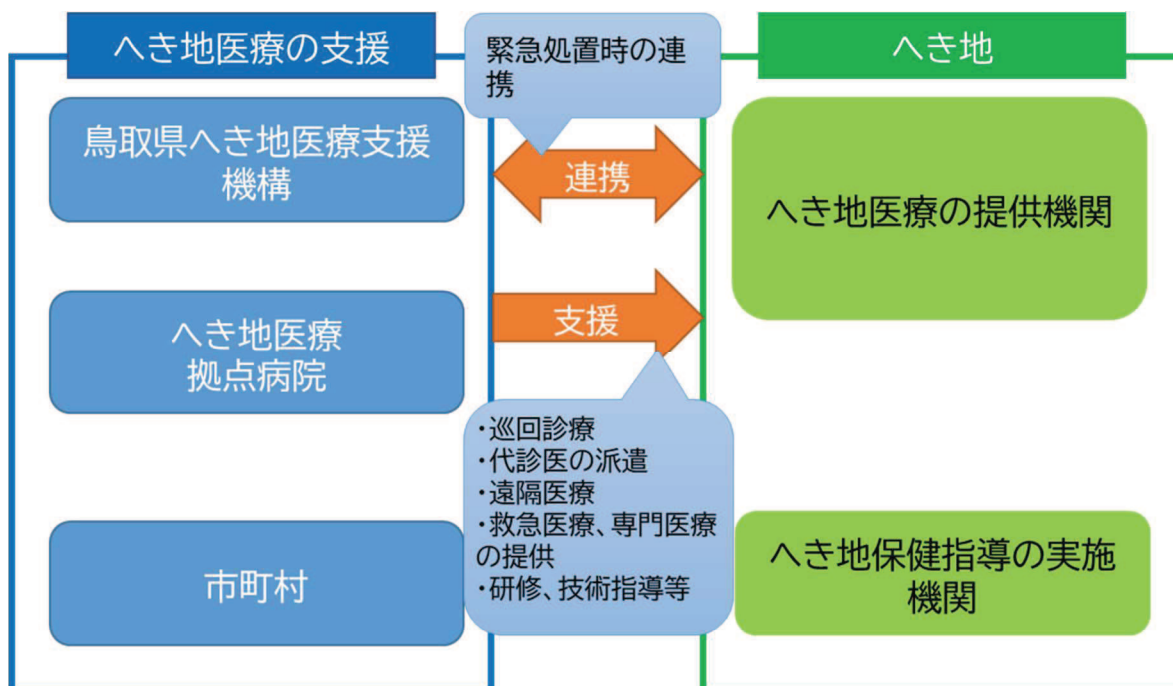 へき地医療の支援
鳥取県へき地医療支援
機構
へき地医療
拠点病院
市町村
緊急処置時の連
携
連携
支援
・巡回診療
・代診医の派遣
・遠隔医療
・救急医療、専門医療
の提供
・研修、技術指導等
へき地
へき地医療の提供機関
へき地保健指導の実施
機関